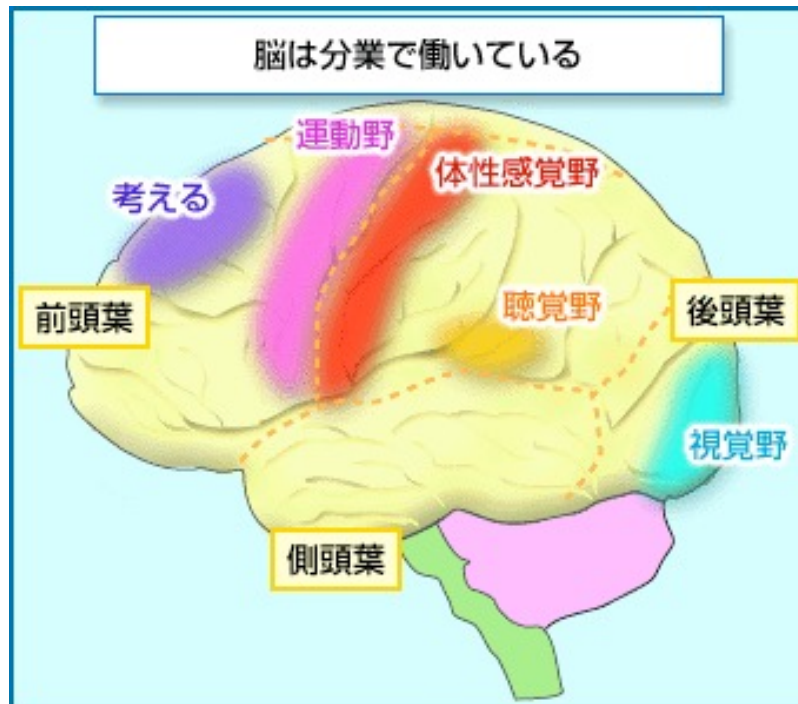 脳は分業で働いている
運動野
体性感覚野
考える
聴覚野
前頭葉
後頭葉
視覚野
側頭葉